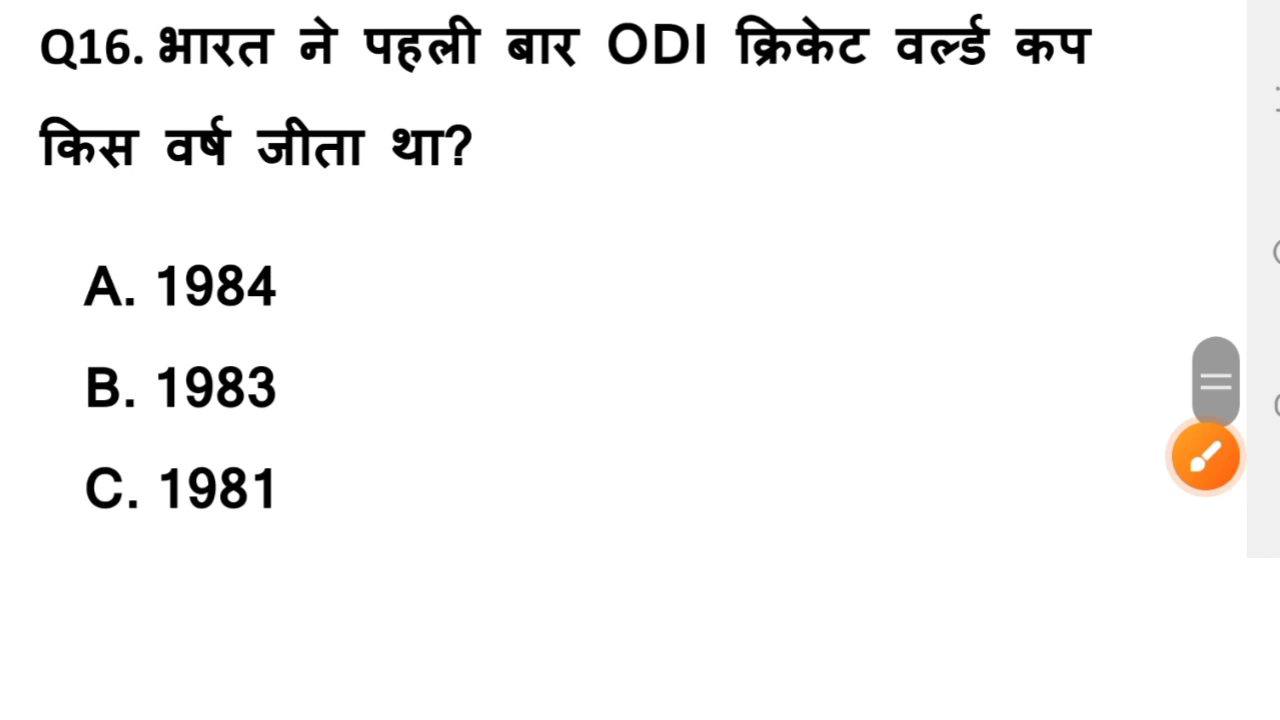 Q16. भारत ने पहली बार ODI क्रिकेट वर्ल्ड कप
किस वर्ष जीता था?
A. 1984
B. 1983
C. 1981